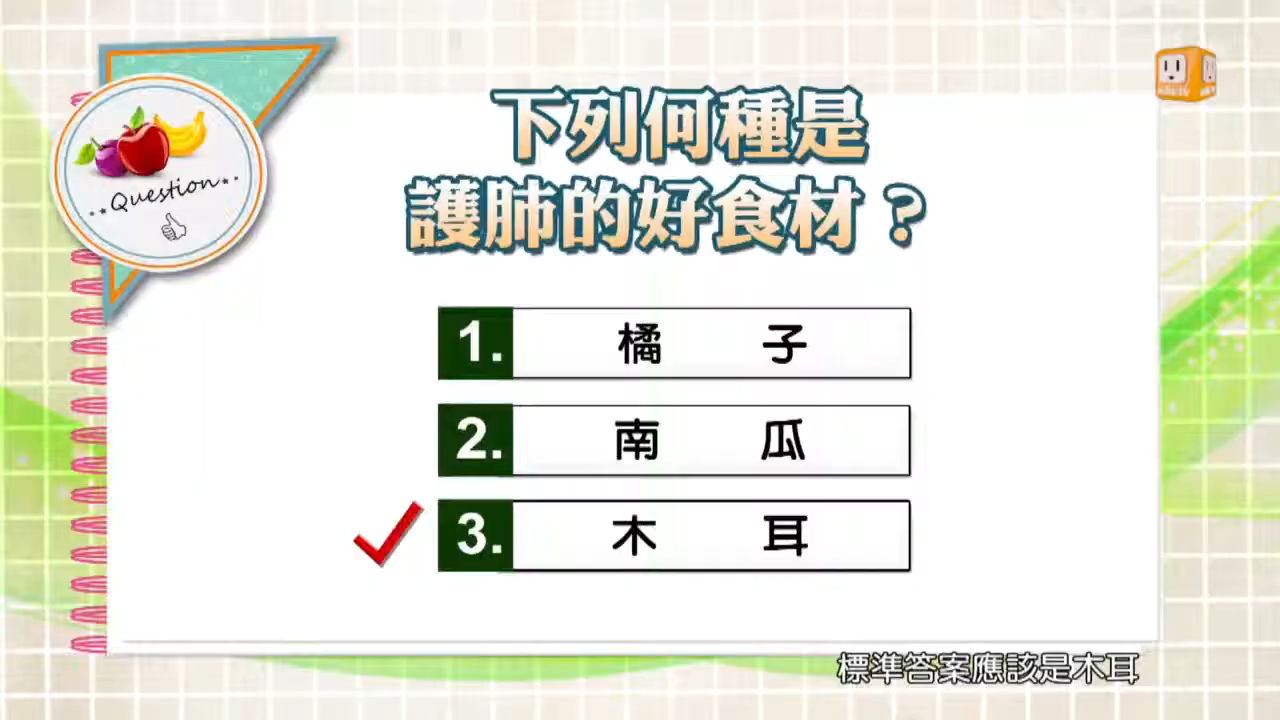 下列何種是
護肺的好食材？
Question
1. 橘子
2. 南瓜
3. 木耳
標準答案應該是木耳